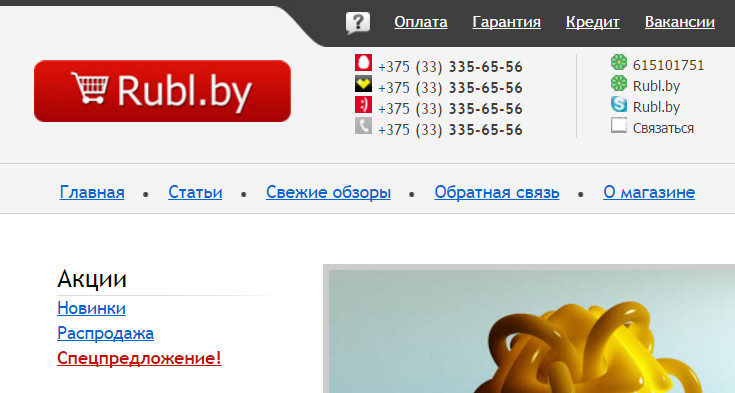 ? Оплата Гарантия Кредит Вакансии
Rubl.by
+375 (33) 335-65-56
+375 (33) 335-65-56
+375 (33) 335-65-56
+375 (33) 335-65-56
615101751
Rubl.by
Rubl.by
Связаться
Главная • Статьи • Свежие обзоры • Обратная связь • О магазине
Акции
Новинки
Распродажа
Спецпредложение!